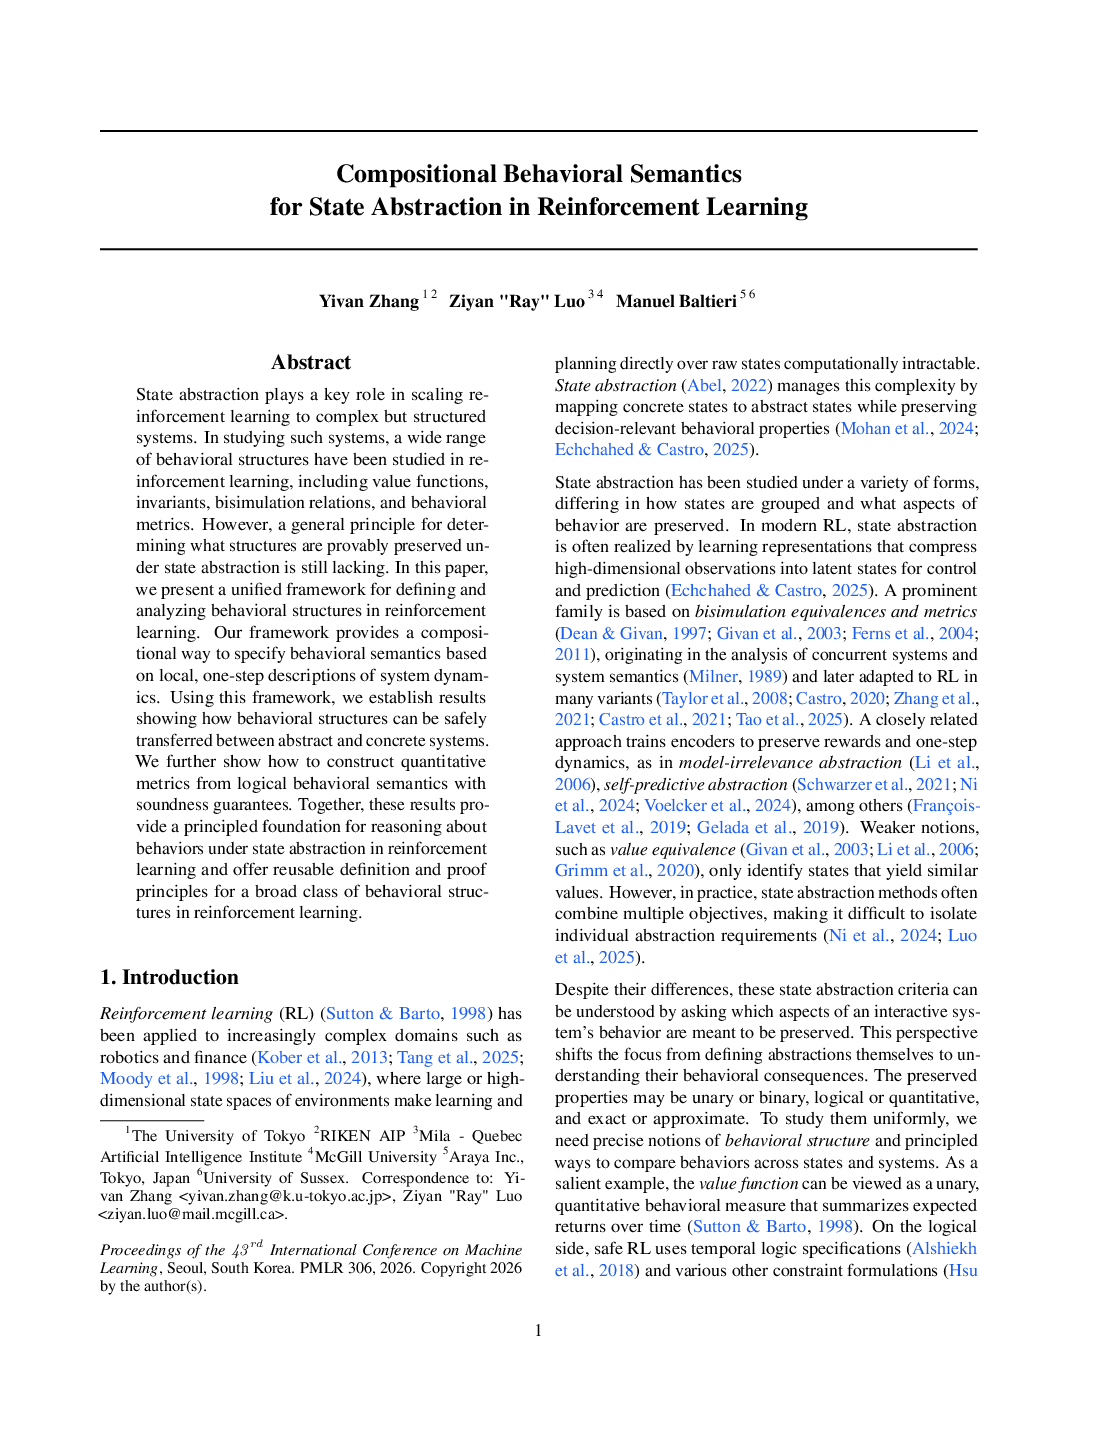 Compositional Behavioral Semantics
for State Abstraction in Reinforcement Learning
Yivan Zhang 1 2 Ziyan "Ray" Luo 3 4 Manuel Baltieri 5 6
Abstract
State abstraction plays a key role in scaling re-
inforcement learning to complex but structured
systems. In studying such systems, a wide range
of behavioral structures have been studied in re-
inforcement learning, including value functions,
invariants, bisimulation relations, and behavioral
metrics. However, a general principle for deter-
mining what structures are provably preserved un-
der state abstraction is still lacking. In this paper,
we present a unified framework for defining and
analyzing behavioral structures in reinforcement
learning. Our framework provides a composi-
tional way to specify behavioral semantics based
on local, one-step descriptions of system dynam-
ics. Using this framework, we establish results
showing how behavioral structures can be safely
transferred between abstract and concrete systems.
We further show how to construct quantitative
metrics from logical behavioral semantics with
soundness guarantees. Together, these results pro-
vide a principled foundation for reasoning about
behaviors under state abstraction in reinforcement
learning and offer reusable definition and proof
principles for a broad class of behavioral struc-
tures in reinforcement learning.
1. Introduction
Reinforcement learning (RL) (Sutton & Barto, 1998) has
been applied to increasingly complex domains such as
robotics and finance (Kober et al., 2013; Tang et al., 2025;
Moody et al., 1998; Liu et al., 2024), where large or high-
dimensional state spaces of environments make learning and
1The University of Tokyo 2RIKEN AIP 3Mila - Quebec
Artificial Intelligence Institute 4McGill University 5Araya Inc.,
Tokyo, Japan 6University of Sussex. Correspondence to: Yi-
van Zhang <yivan.zhang@k.u-tokyo.ac.jp>, Ziyan "Ray" Luo
<ziyan.luo@mail.mcgill.ca>.
Proceedings of the 43rd International Conference on Machine
Learning, Seoul, South Korea. PMLR 306, 2026. Copyright 2026
by the author(s).
planning directly over raw states computationally intractable.
State abstraction (Abel, 2022) manages this complexity by
mapping concrete states to abstract states while preserving
decision-relevant behavioral properties (Mohan et al., 2024;
Echchahed & Castro, 2025).
State abstraction has been studied under a variety of forms,
differing in how states are grouped and what aspects of
behavior are preserved. In modern RL, state abstraction
is often realized by learning representations that compress
high-dimensional observations into latent states for control
and prediction (Echchahed & Castro, 2025). A prominent
family is based on bisimulation equivalences and metrics
(Dean & Givan, 1997; Givan et al., 2003; Ferns et al., 2004;
2011), originating in the analysis of concurrent systems and
system semantics (Milner, 1989) and later adapted to RL in
many variants (Taylor et al., 2008; Castro, 2020; Zhang et al.,
2021; Castro et al., 2021; Tao et al., 2025). A closely related
approach trains encoders to preserve rewards and one-step
dynamics, as in model-irrelevance abstraction (Li et al.,
2006), self-predictive abstraction (Schwarzer et al., 2021; Ni
et al., 2024; Voelcker et al., 2024), among others (François-
Lavet et al., 2019; Gelada et al., 2019). Weaker notions,
such as value equivalence (Givan et al., 2003; Li et al., 2006;
Grimm et al., 2020), only identify states that yield similar
values. However, in practice, state abstraction methods often
combine multiple objectives, making it difficult to isolate
individual abstraction requirements (Ni et al., 2024; Luo
et al., 2025).
Despite their differences, these state abstraction criteria can
be understood by asking which aspects of an interactive sys-
tem's behavior are meant to be preserved. This perspective
shifts the focus from defining abstractions themselves to un-
derstanding their behavioral consequences. The preserved
properties may be unary or binary, logical or quantitative,
and exact or approximate. To study them uniformly, we
need precise notions of behavioral structure and principled
ways to compare behaviors across states and systems. As a
salient example, the value function can be viewed as a unary,
quantitative behavioral measure that summarizes expected
returns over time (Sutton & Barto, 1998). On the logical
side, safe RL uses temporal logic specifications (Alshiekh
et al., 2018) and various other constraint formulations (Hsu
1